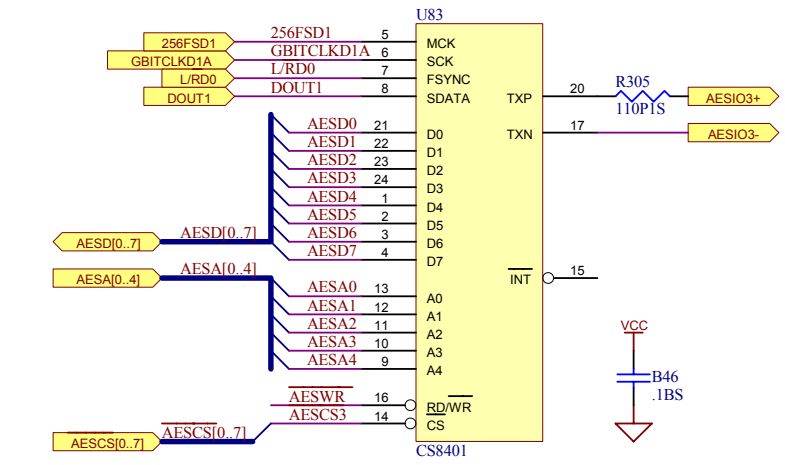 U83
256FSD1 256FSD1 5 MCK
GBITCLKD1A GBITCLKD1A 6 SCK
L/RD0 L/RD0 7 FSYNC
DOUT1 DOUT1 8 SDATA
TXP 20 R305 110P1S AESIO3+
TXN 17 AESIO3-
AESD0 21 D0
AESD1 22 D1
AESD2 23 D2
AESD3 24 D3
AESD4 1 D4
AESD5 2 D5
AESD6 3 D6
AESD[0..7] AESD[0..7] AESD7 4 D7
AESA[0..4] AESA[0..4]
INT 15
AESA0 13 A0
AESA1 12 A1
AESA2 11 A2
AESA3 10 A3
AESA4 9 A4
VCC
B46
.1BS
AESWR 16 RD/WR
AESCS[0..7] AESCS[0..7] AESCS3 14 CS
CS8401